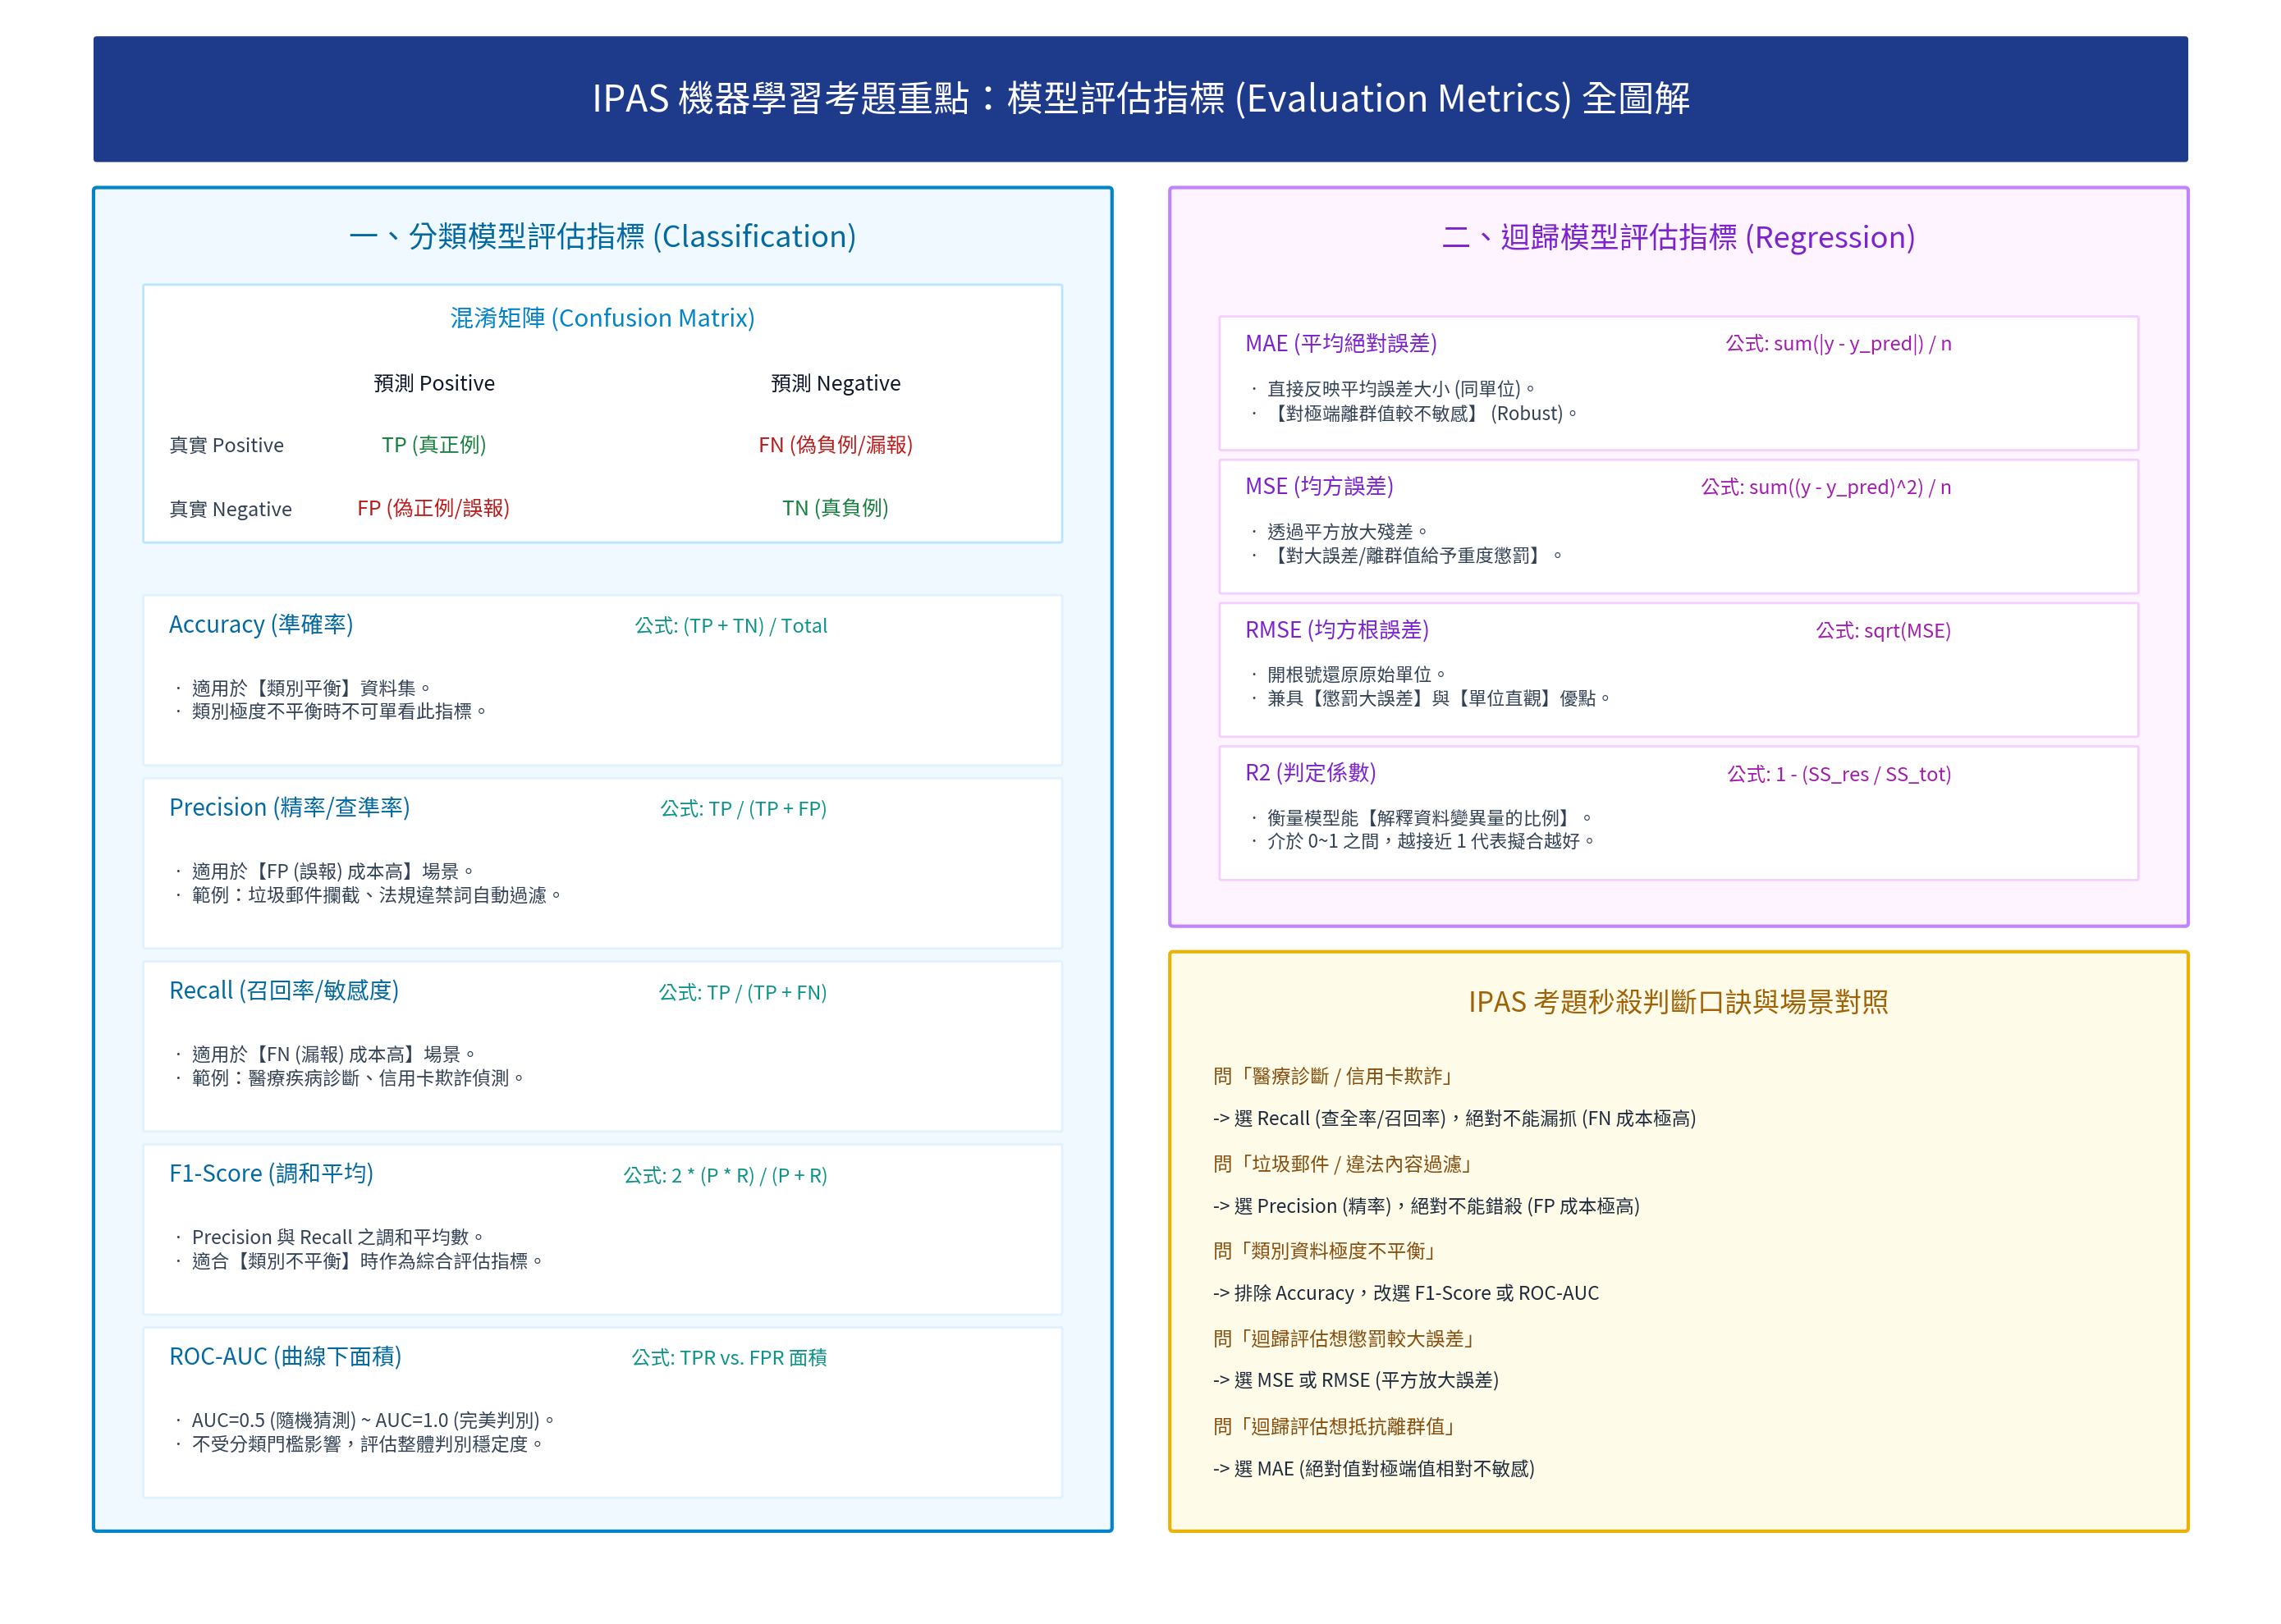 IPAS 機器學習考題重點：模型評估指標 (Evaluation Metrics) 全圖解
一、分類模型評估指標 (Classification)
混淆矩陣 (Confusion Matrix)
預測 Positive 預測 Negative
真實 Positive TP (真正例) FN (偽負例/漏報)
真實 Negative FP (偽正例/誤報) TN (真負例)
Accuracy (準確率) 公式: (TP + TN) / Total
· 適用於【類別平衡】資料集。
· 類別極度不平衡時不可單看此指標。
Precision (精率/查準率) 公式: TP / (TP + FP)
· 適用於【FP (誤報) 成本高】場景。
· 範例：垃圾郵件攔截、法規違禁詞自動過濾。
Recall (召回率/敏感度) 公式: TP / (TP + FN)
· 適用於【FN (漏報) 成本高】場景。
· 範例：醫療疾病診斷、信用卡欺詐偵測。
F1-Score (調和平均) 公式: 2 * (P * R) / (P + R)
· Precision 與 Recall 之調和平均數。
· 適合【類別不平衡】時作為綜合評估指標。
ROC-AUC (曲線下面積) 公式: TPR vs. FPR 面積
· AUC=0.5 (隨機猜測) ~ AUC=1.0 (完美判別)。
· 不受分類門檻影響，評估整體判別穩定度。
二、迴歸模型評估指標 (Regression)
MAE (平均絕對誤差) 公式: sum(|y - y_pred|) / n
· 直接反映平均誤差大小 (同單位)。
· 【對極端離群值較不敏感】 (Robust)。
MSE (均方誤差) 公式: sum((y - y_pred)^2) / n
· 透過平方放大殘差。
· 【對大誤差/離群值給予重度懲罰】。
RMSE (均方根誤差) 公式: sqrt(MSE)
· 開根號還原原始單位。
· 兼具【懲罰大誤差】與【單位直觀】優點。
R2 (判定係數) 公式: 1 - (SS_res / SS_tot)
· 衡量模型能【解釋資料變異量的比例】。
· 介於 0~1 之間，越接近 1 代表擬合越好。
IPAS 考題秒殺判斷口訣與場景對照
問「醫療診斷 / 信用卡欺詐」
-> 選 Recall (查全率/召回率)，絕對不能漏抓 (FN 成本極高)
問「垃圾郵件 / 違法內容過濾」
-> 選 Precision (精率)，絕對不能錯殺 (FP 成本極高)
問「類別資料極度不平衡」
-> 排除 Accuracy，改選 F1-Score 或 ROC-AUC
問「迴歸評估想懲罰較大誤差」
-> 選 MSE 或 RMSE (平方放大誤差)
問「迴歸評估想抵抗離群值」
-> 選 MAE (絕對值對極端值相對不敏感)